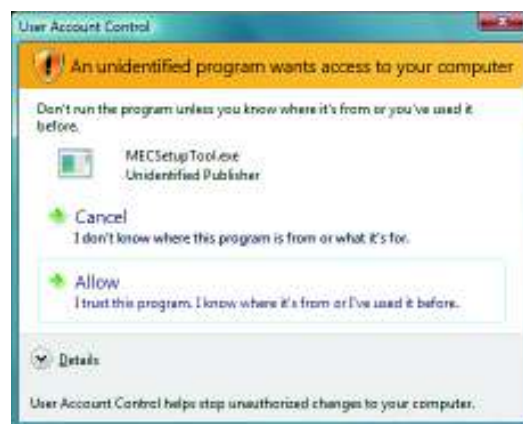 User Account Control
An unidentified program wants access to your computer
Don't run the program unless you know where it's from or you've used it
before.
MECSetupTool.exe
Unidentified Publisher
Cancel
I don't know where this program is from or what it's for.
Allow
I trust this program. I know where it's from or I've used it before.
Details
User Account Control helps stop unauthorized changes to your computer.